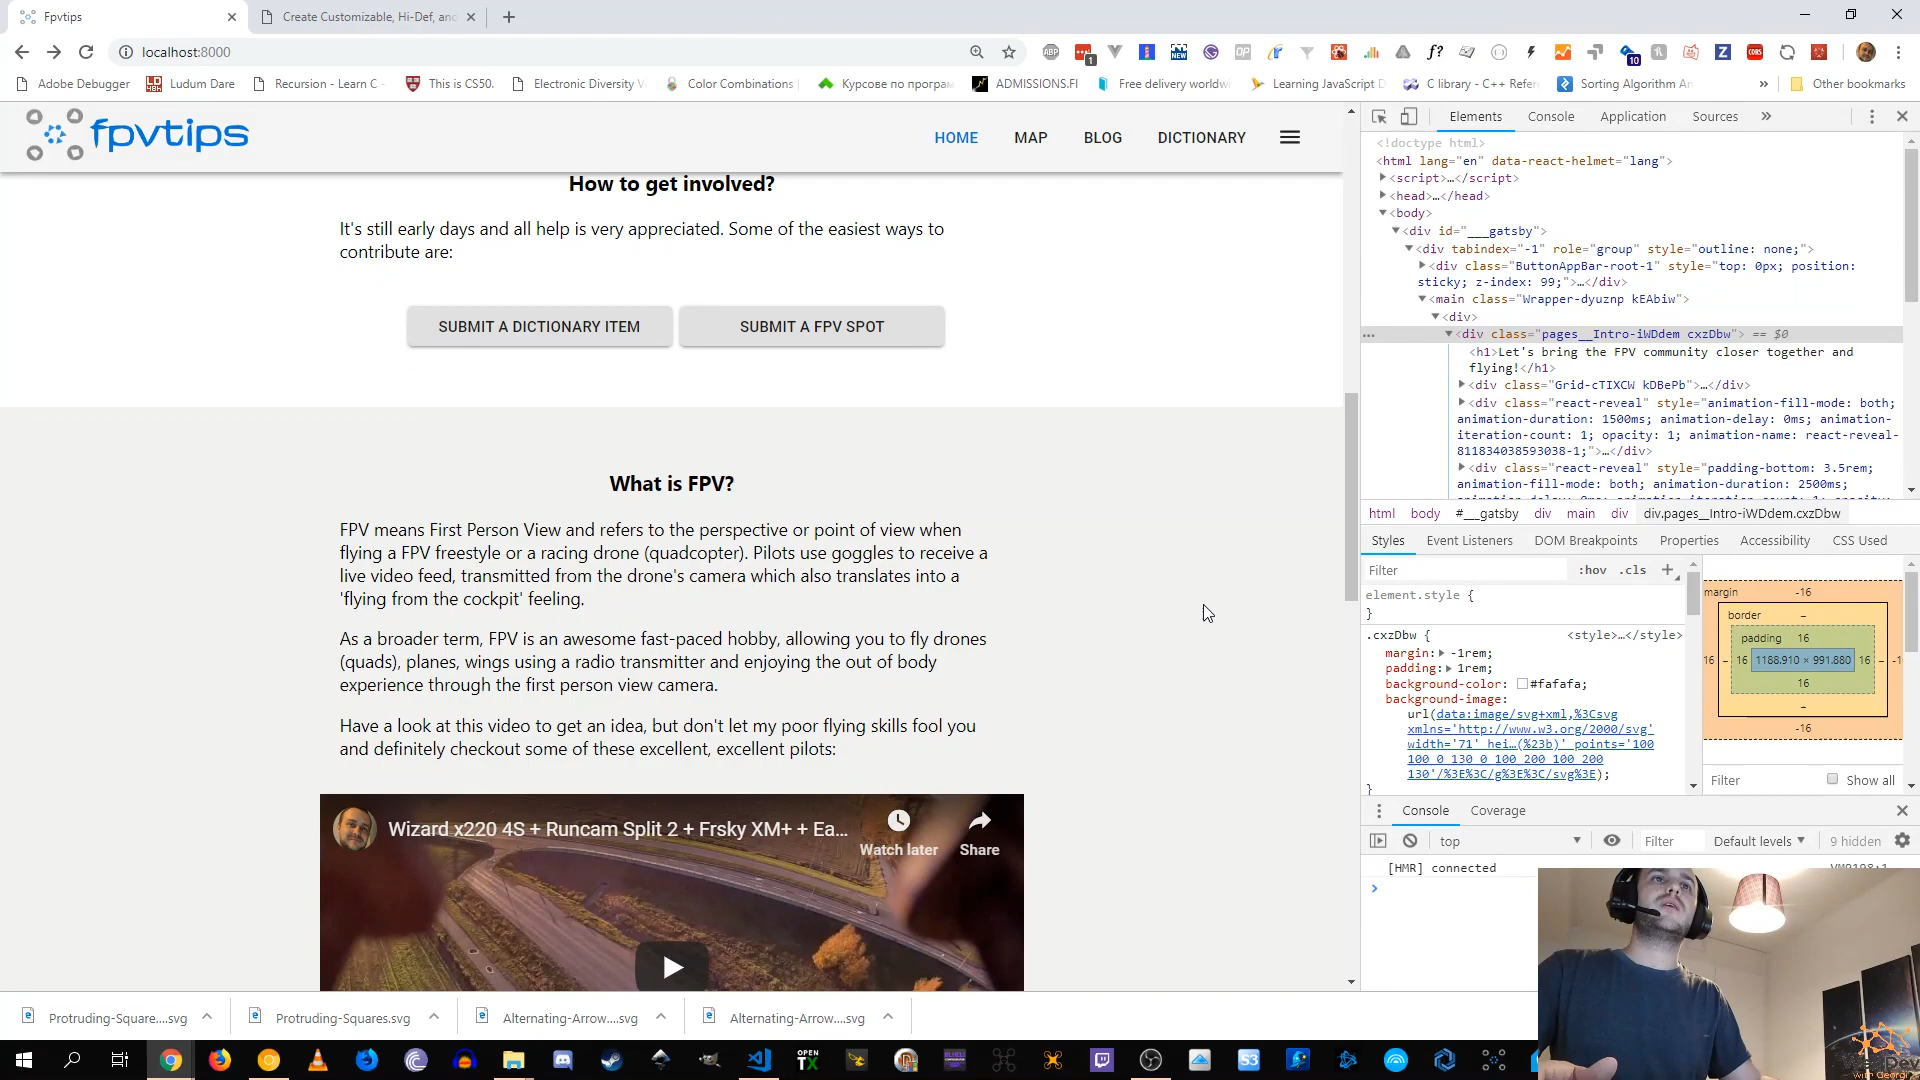 Fpvtips
Create Customizable, Hi-Def, and
localhost:8000
Adobe Debugger
Ludum Dare
Recursion - Learn C -
This is CS50.
Electronic Diversity
Color Combinations
Курсове по програм
ADMISSIONS.FI
Free delivery worldwi
Learning JavaScript D
C library - C++ Refer
Sorting Algorithm An
»
Other bookmarks
fpvtips
HOME
MAP
BLOG
DICTIONARY
How to get involved?
It's still early days and all help is very appreciated. Some of the easiest ways to
contribute are:
SUBMIT A DICTIONARY ITEM
SUBMIT A FPV SPOT
What is FPV?
FPV means First Person View and refers to the perspective or point of view when
flying a FPV freestyle or a racing drone (quadcopter). Pilots use goggles to receive a
live video feed, transmitted from the drone's camera which also translates into a
'flying from the cockpit' feeling.
As a broader term, FPV is an awesome fast-paced hobby, allowing you to fly drones
(quads), planes, wings using a radio transmitter and enjoying the out of body
experience through the first person view camera.
Have a look at this video to get an idea, but don't let my poor flying skills fool you
and definitely checkout some of these excellent, excellent pilots:
Wizard x220 4S + Runcam Split 2 + Frsky XM+ + Ea...
Watch later
Share
Elements
Console
Application
Sources
»
<!doctype html>
<html lang="en" data-react-helmet="lang">
<script>…</script>
<head>…</head>
<body>
<div id="___gatsby">
<div tabindex="-1" role="group" style="outline: none;">
<div class="ButtonAppBar-root-1" style="top: 0px; position:
sticky; z-index: 99;">…</div>
<main class="Wrapper-dyuznp kEAbiw">
<div>
<div class="pages__Intro-iWDdem cxzDbw"> == $0
<h1>Let's bring the FPV community closer together and
flying!</h1>
<div class="Grid-cTIXCW kDBePb">…</div>
<div class="react-reveal" style="animation-fill-mode: both;
animation-duration: 1500ms; animation-delay: 0ms; animation-
iteration-count: 1; opacity: 1; animation-name: react-reveal-
811834038593038-1;">…</div>
<div class="react-reveal" style="padding-bottom: 3.5rem;
animation-fill-mode: both; animation-duration: 2500ms;
html
body
#___gatsby
div
main
div
div.pages__Intro-iWDdem.cxzDbw
Styles
Event Listeners
DOM Breakpoints
Properties
Accessibility
CSS Used
Filter
:hov
.cls
+
element.style {
}
.cxzDbw {
<style>…</style>
margin: -1rem;
padding: 1rem;
background-color: #fafafa;
background-image:
url(data:image/svg+xml,%3Csvg
xmlns='http://www.w3.org/2000/svg'
width='71' hei…(%23b)' points='100
100 0 130 0 100 200 100 200
130'/%3E%3C/g%3E%3C/svg%3E);
}
margin
-16
border
–
padding
16
16
–
16
1188.910 × 991.880
16
–
-1
16
–
-16
Filter
Show all
Console
Coverage
top
Filter
Default levels
9 hidden
[HMR] connected
Protruding-Square....svg
Protruding-Squares.svg
Alternating-Arrow....svg
Alternating-Arrow....svg